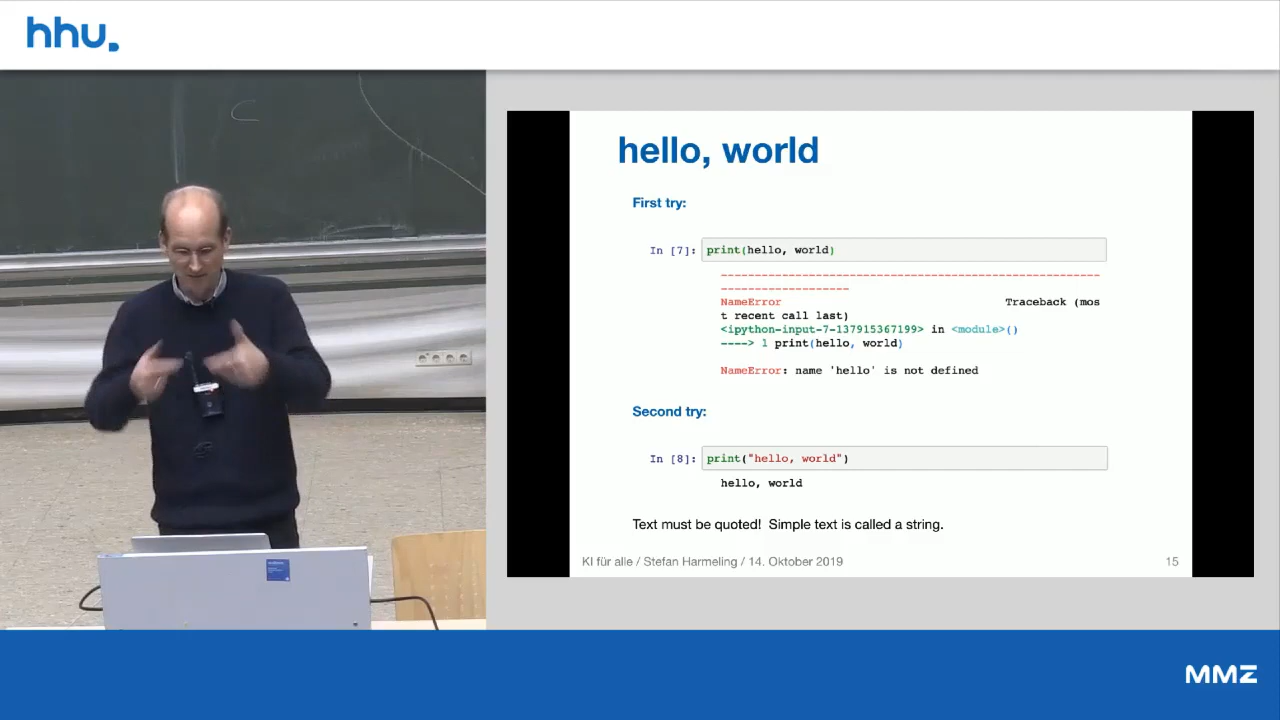 hhu.
hello, world
First try:
In [7]: print(hello, world)
---------------------------------------------------------
-------------------
NameError Traceback (mos
t recent call last)
<ipython-input-7-137915367199> in <module>()
----> 1 print(hello, world)
NameError: name 'hello' is not defined
Second try:
In [8]: print("hello, world")
hello, world
Text must be quoted! Simple text is called a string.
KI für alle / Stefan Harmeling / 14. Oktober 2019
15
MMZ